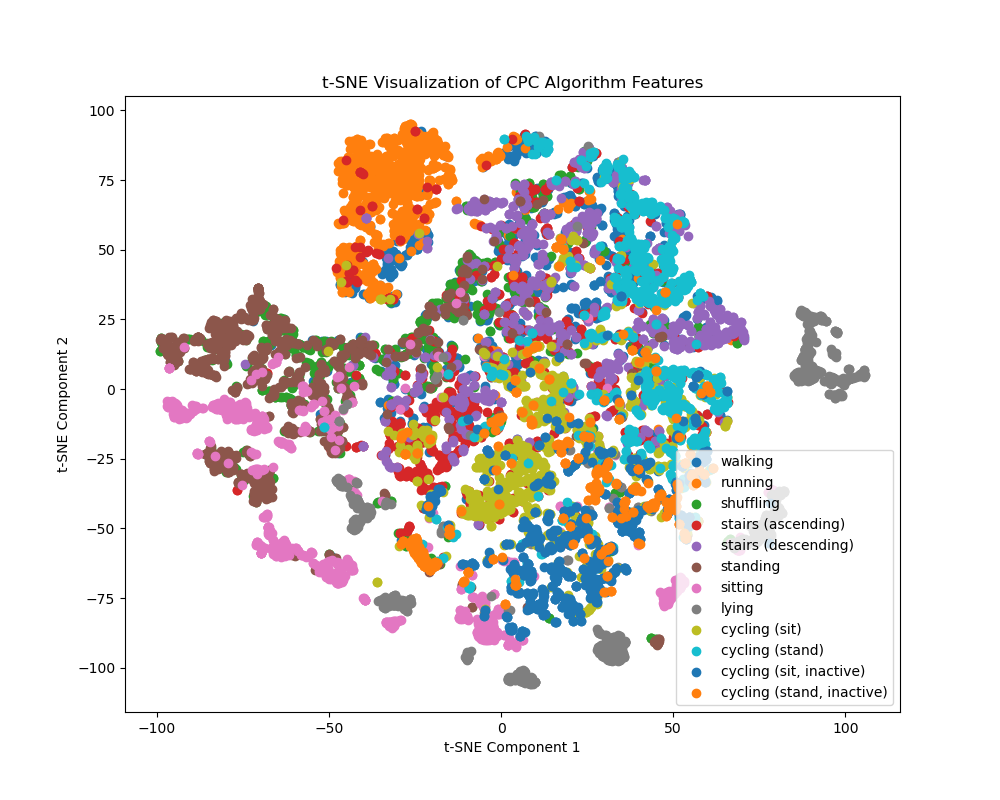 t-SNE Visualization of CPC Algorithm Features
100
75
50
25
0
−25
−50
−75
−100
t-SNE Component 2
walking
running
shuffling
stairs (ascending)
stairs (descending)
standing
sitting
lying
cycling (sit)
cycling (stand)
cycling (sit, inactive)
cycling (stand, inactive)
−100
−50
0
50
100
t-SNE Component 1